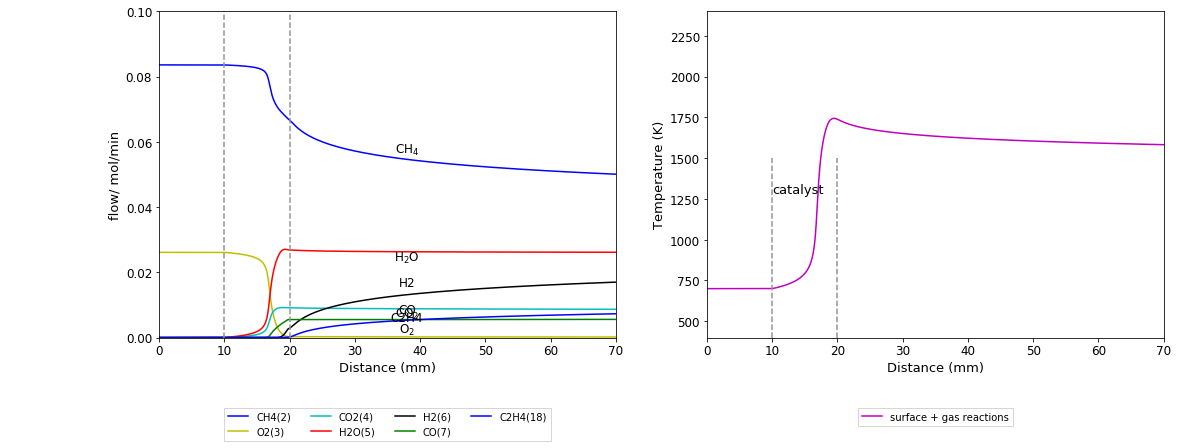 0.10
0.08
0.06
0.04
0.02
0.00
flow/ mol/min
CH4
H2O
H2
CO
C2H4
O2
0 10 20 30 40 50 60 70
Distance (mm)
CH4(2) CO2(4) H2(6) C2H4(18)
O2(3) H2O(5) CO(7)
2250
2000
1750
1500
1250
1000
750
500
Temperature (K)
catalyst
0 10 20 30 40 50 60 70
Distance (mm)
surface + gas reactions